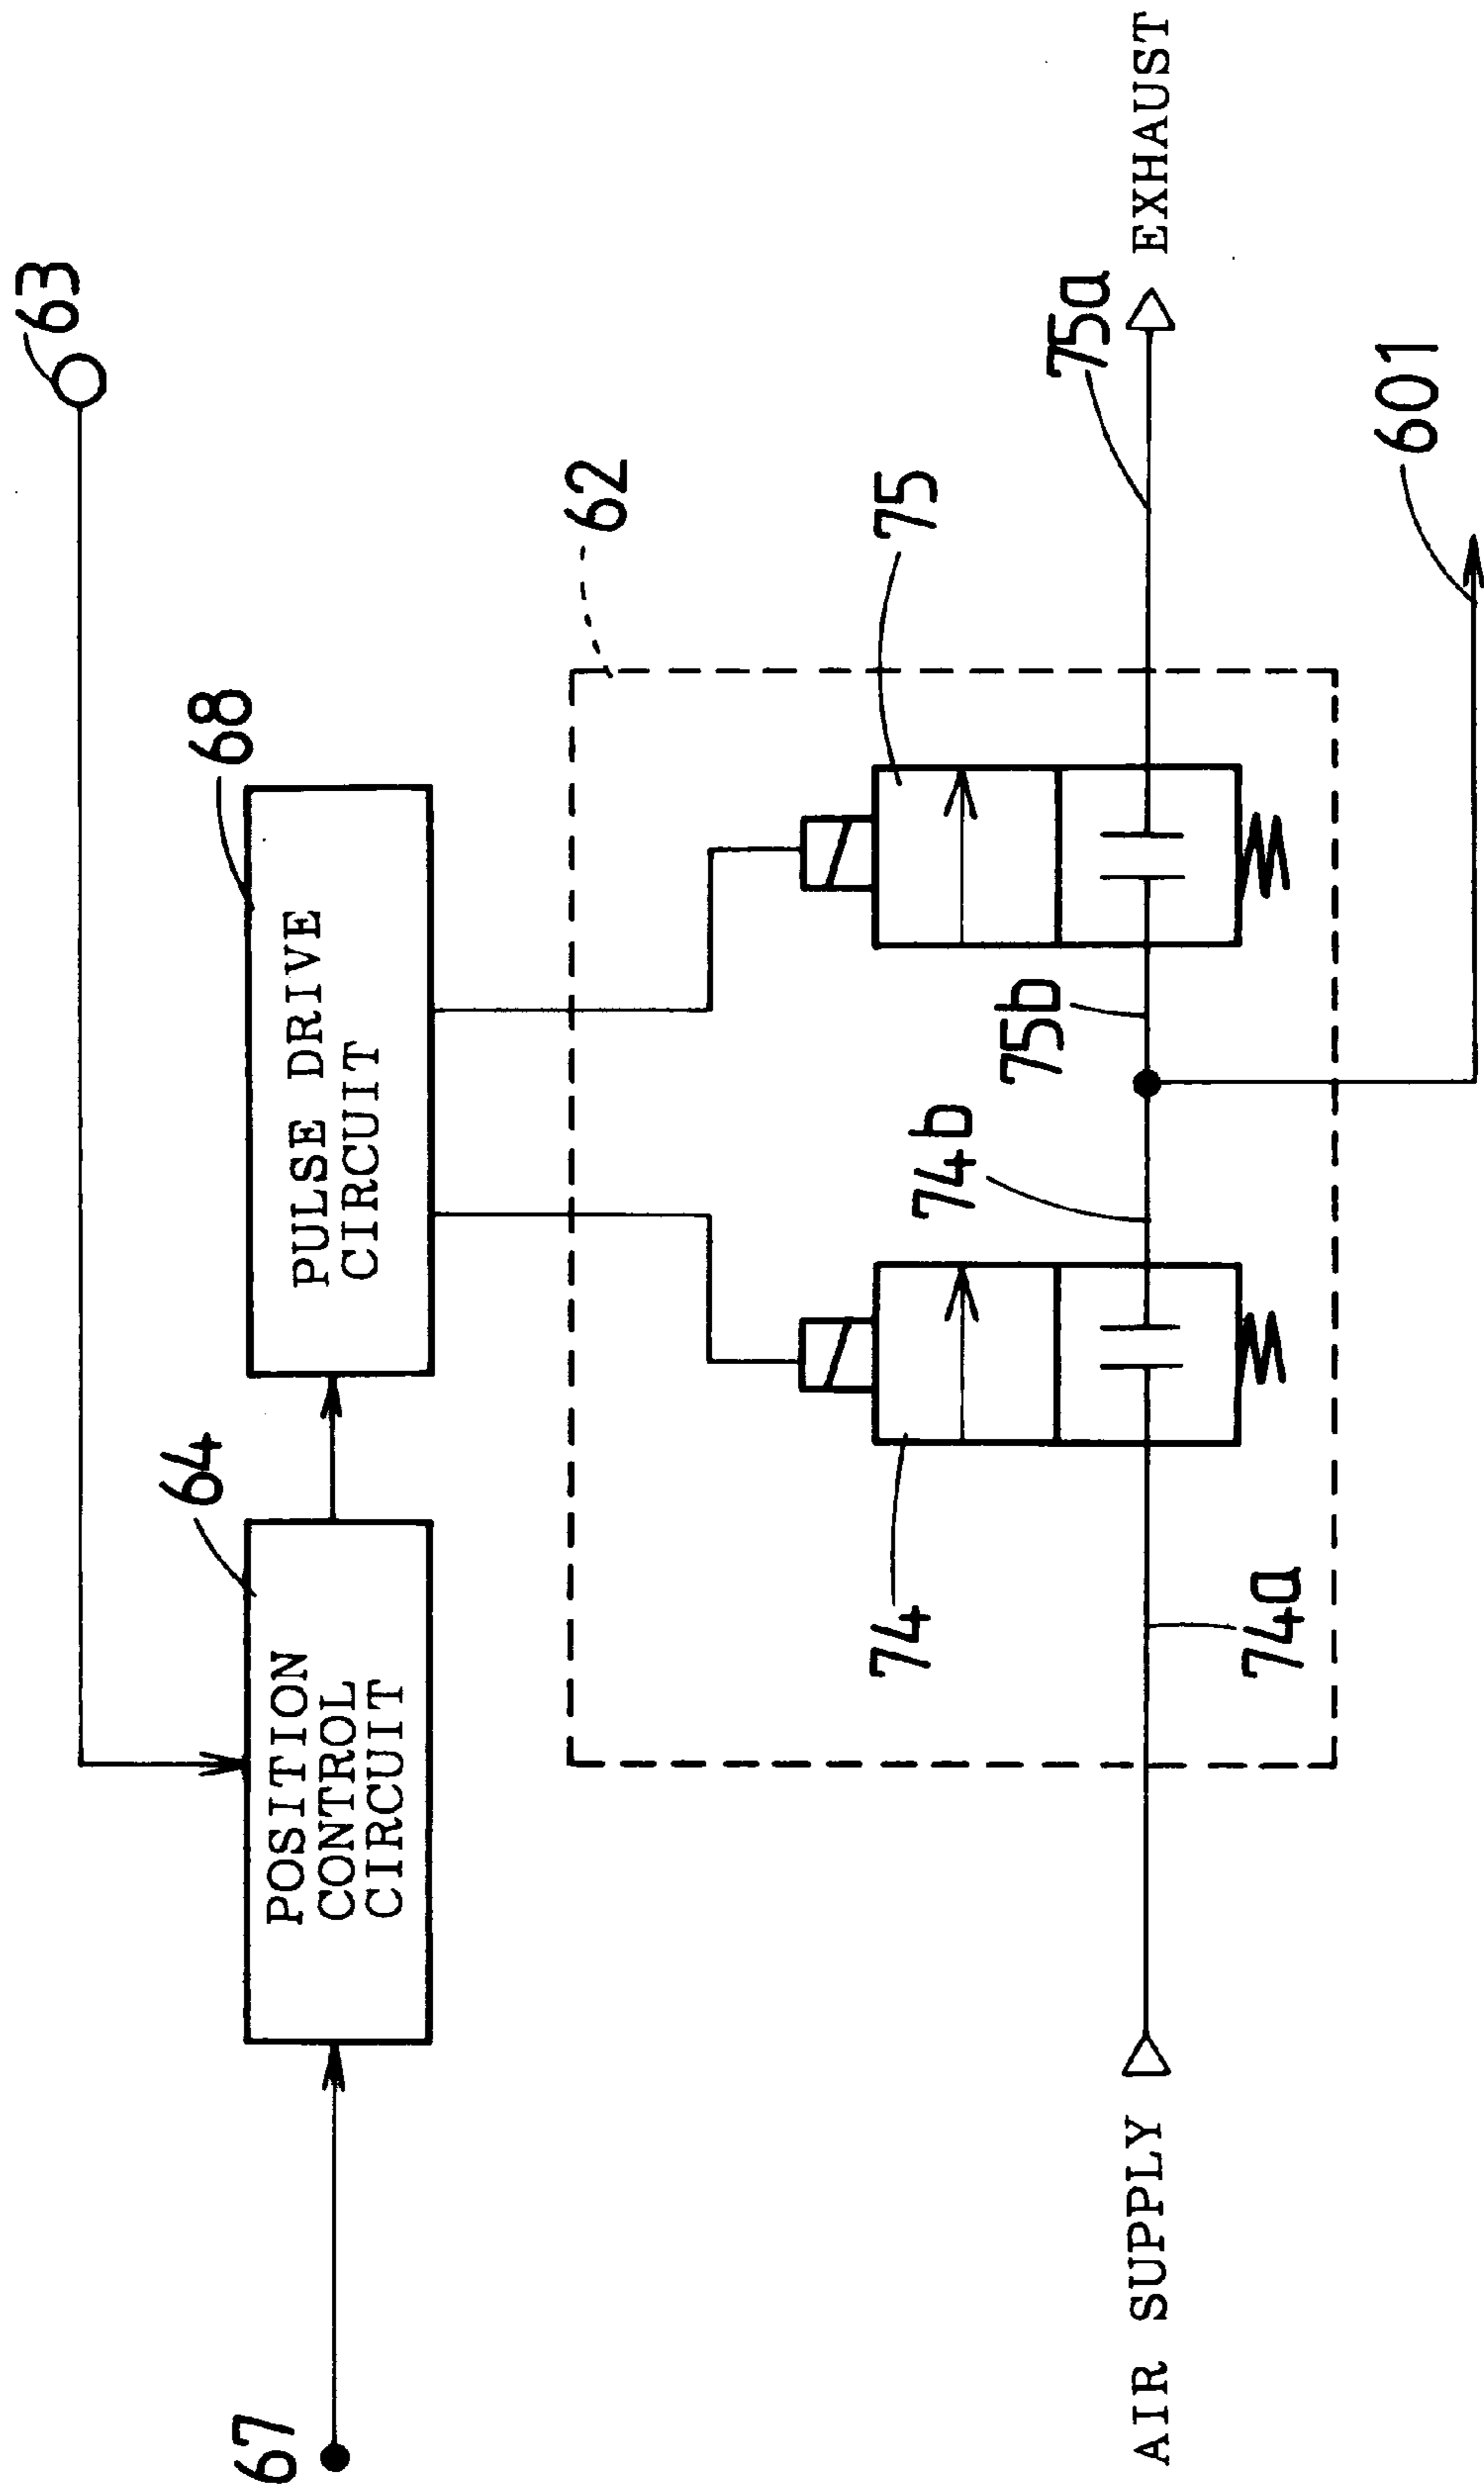 63
68
64
POSITION
CONTROL
CIRCUIT
PULSE DRIVE
CIRCUIT
67
62
74
75
74b
75b
75a
74a
AIR SUPPLY
EXHAUST
601